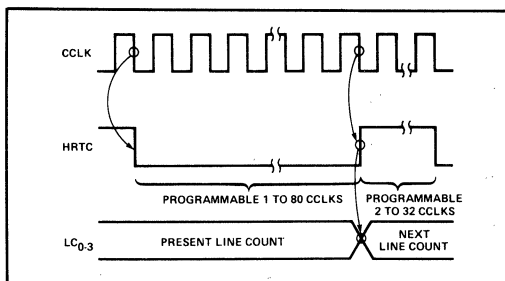 CCLK
HRTC
PROGRAMMABLE 1 TO 80 CCLKS
PROGRAMMABLE
2 TO 32 CCLKS
LC0-3
PRESENT LINE COUNT
NEXT
LINE COUNT